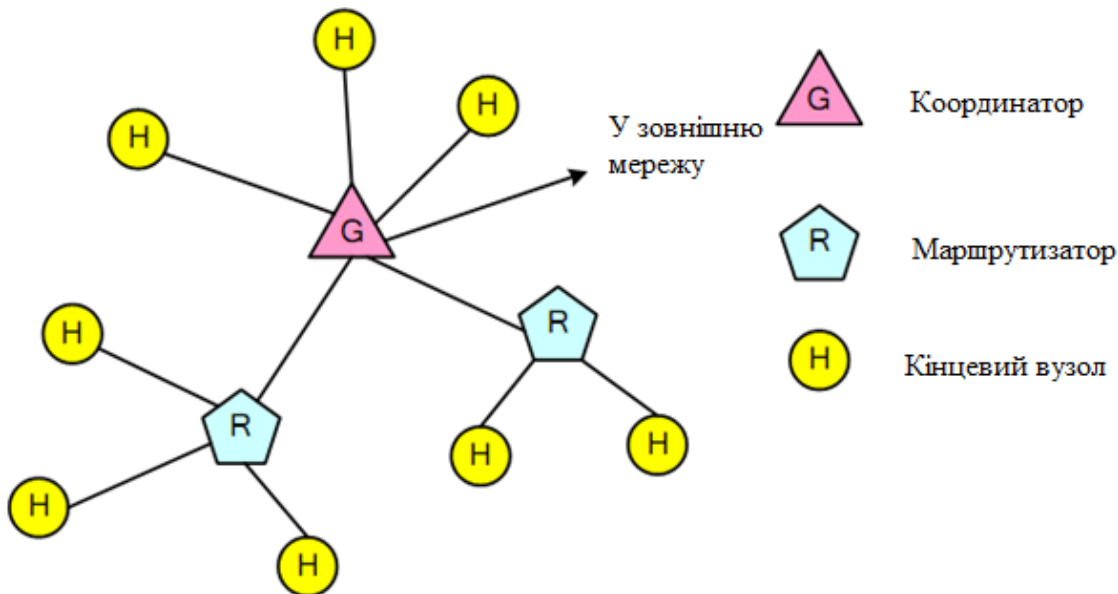 H
H
H
G
У зовнішню
мережу
G
Координатор
R
Маршрутизатор
H
Кінцевий вузол
H
R
H
H
R
H
H
H